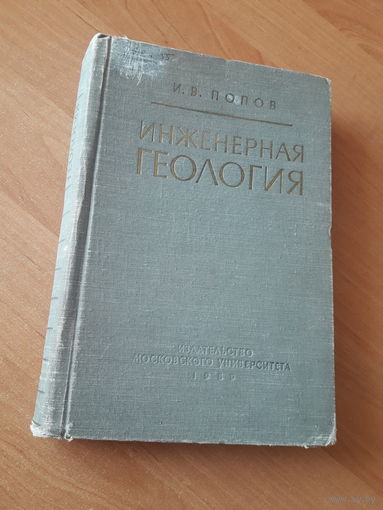 И. В. ПОПОВ
ИНЖЕНЕРНАЯ
ГЕОЛОГИЯ
ИЗДАТЕЛЬСТВО
МОСКОВСКОГО УНИВЕРСИТЕТА
1959